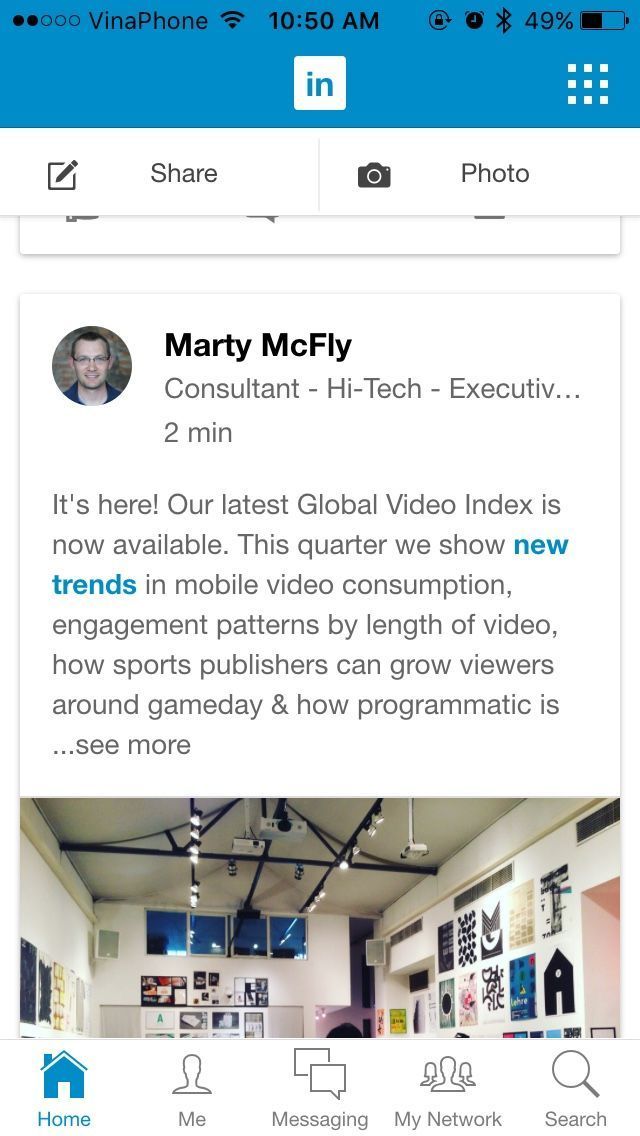 VinaPhone 10:50 AM 49%
in
Share Photo
Marty McFly
Consultant - Hi-Tech - Executiv...
2 min
It's here! Our latest Global Video Index is
now available. This quarter we show new
trends in mobile video consumption,
engagement patterns by length of video,
how sports publishers can grow viewers
around gameday & how programmatic is
...see more
A
Lehre
Home Me Messaging My Network Search